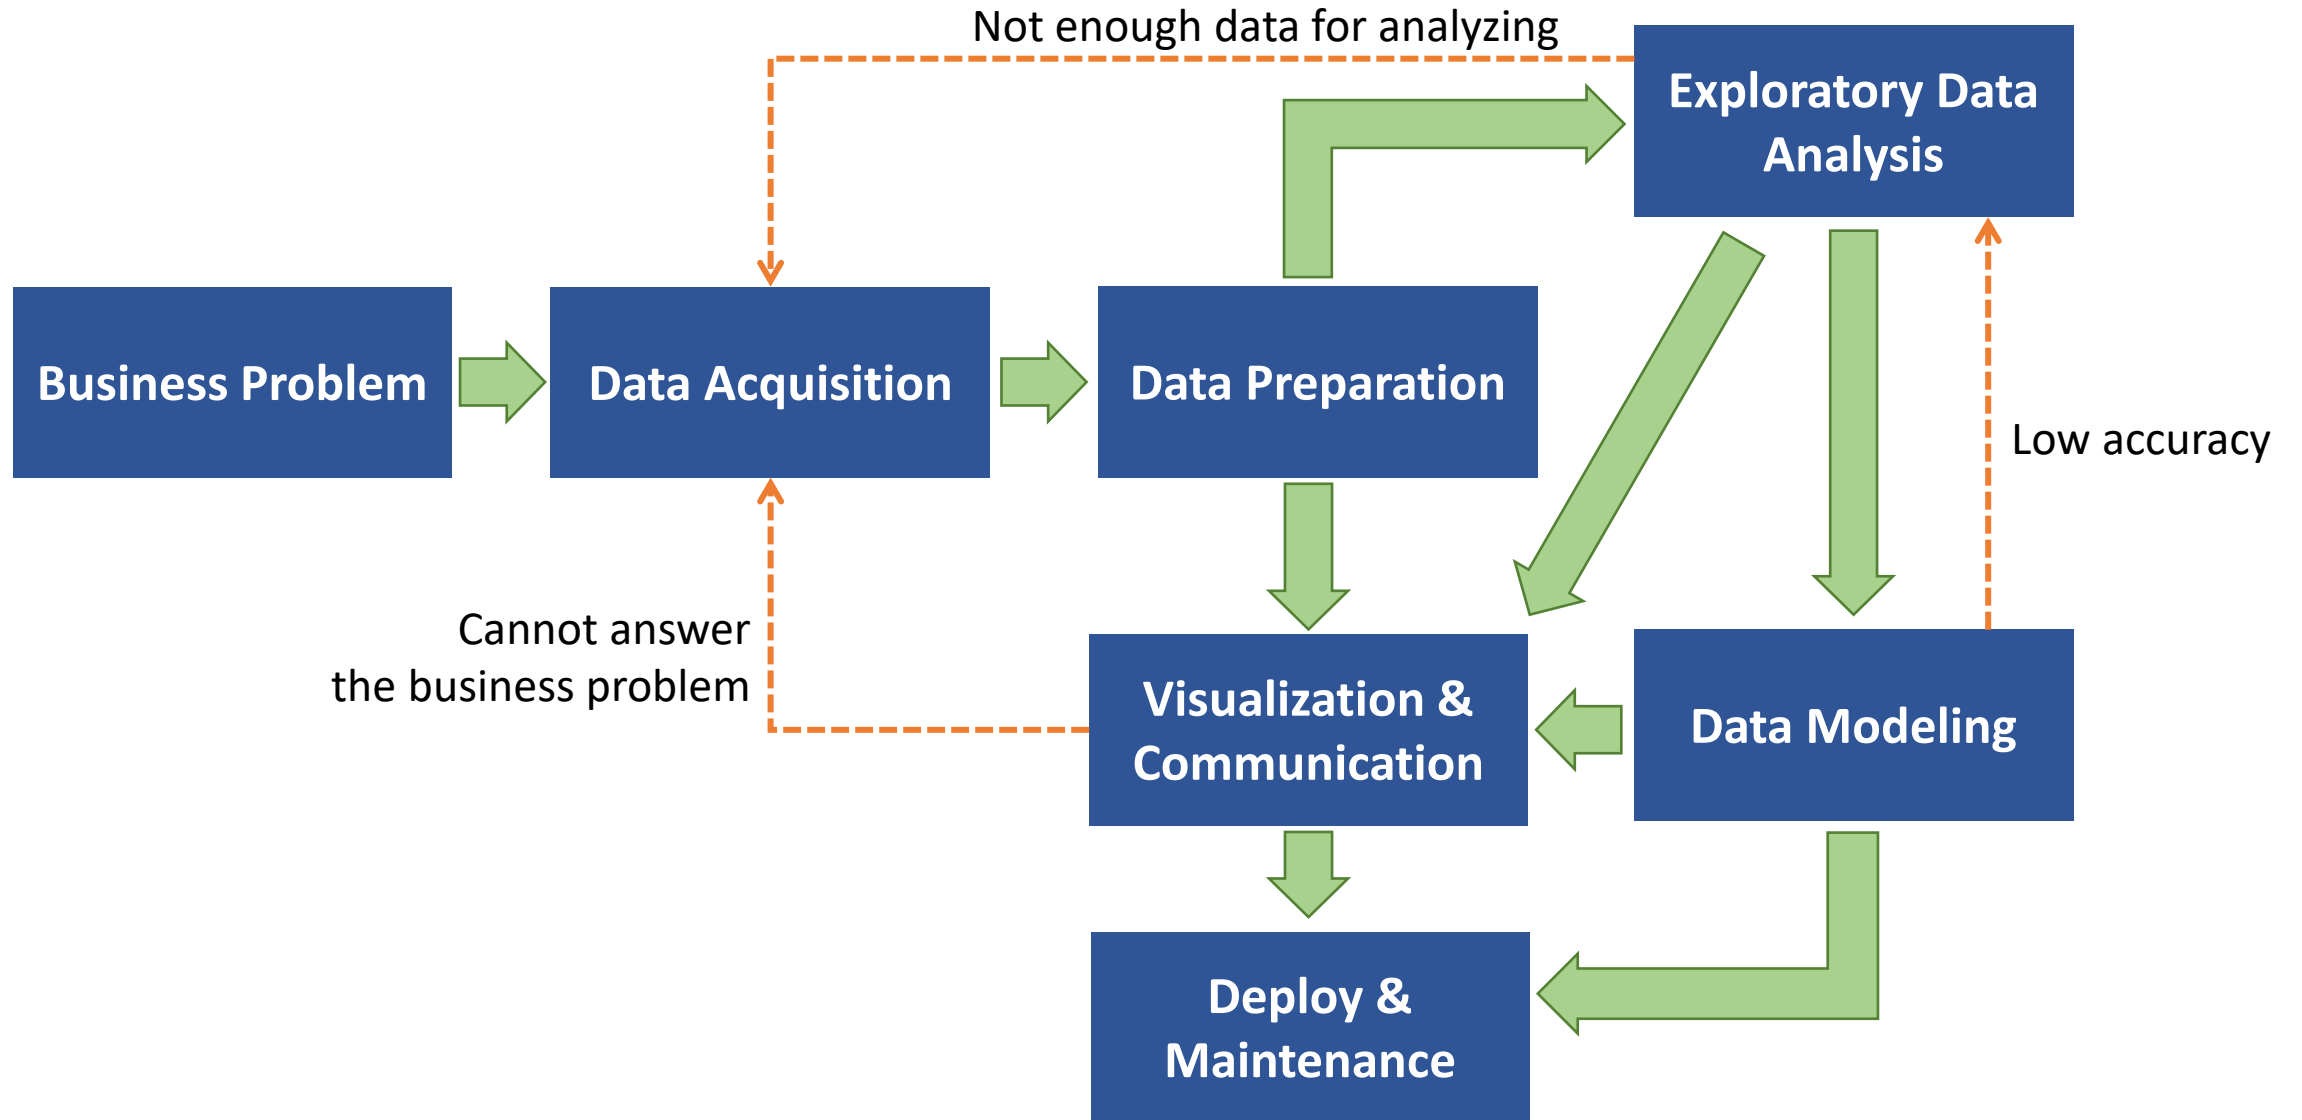 Not enough data for analyzing
Exploratory Data
Analysis
Business Problem
Data Acquisition
Data Preparation
Low accuracy
Cannot answer
the business problem
Visualization &
Communication
Data Modeling
Deploy &
Maintenance